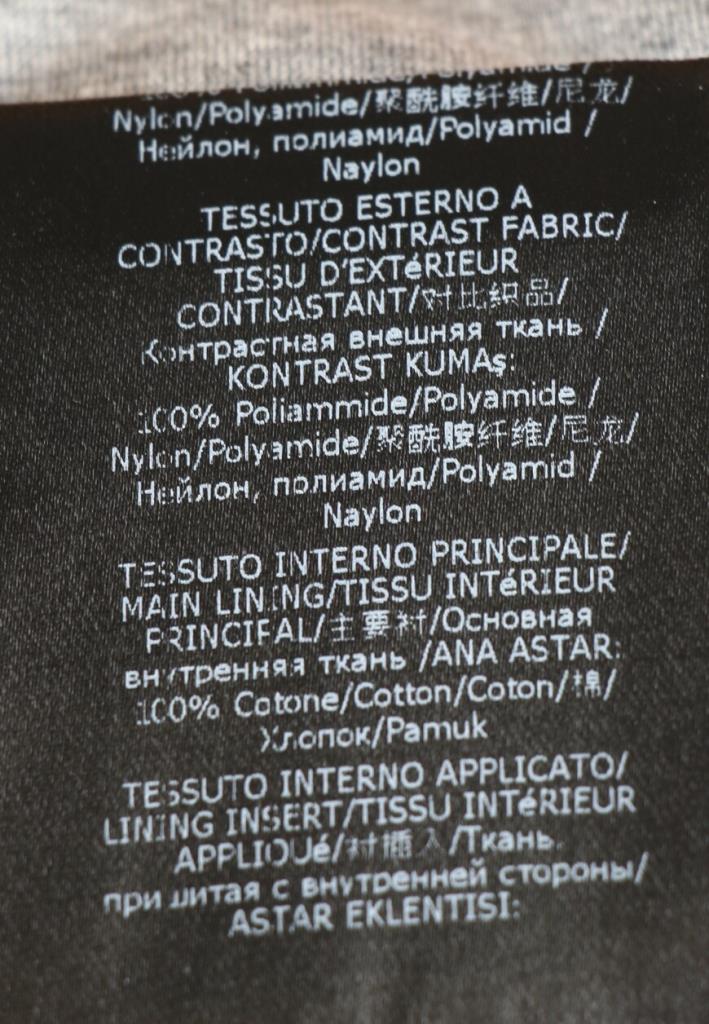 100% Poliammide/Polyamide /
Nylon/Polyamide/聚酰胺纤维/尼龙/
Нейлон, полиамид/Polyamid /
Naylon
TESSUTO ESTERNO A
CONTRASTO/CONTRAST FABRIC/
TISSU D'EXTéRIEUR
CONTRASTANT/对比织品/
Контрастная внешняя ткань /
KONTRAST KUMAş:
100% Poliammide/Polyamide /
Nylon/Polyamide/聚酰胺纤维/尼龙/
Нейлон, полиамид/Polyamid /
Naylon
TESSUTO INTERNO PRINCIPALE/
MAIN LINING/TISSU INTéRIEUR
PRINCIPAL/主要衬/Основная
внутренняя ткань /ANA ASTAR:
100% Cotone/Cotton/Coton/棉/
Хлопок/Pamuk
TESSUTO INTERNO APPLICATO/
LINING INSERT/TISSU INTéRIEUR
APPLIQUé/衬插入/Ткань,
пришитая с внутренней стороны/
ASTAR EKLENTISI: